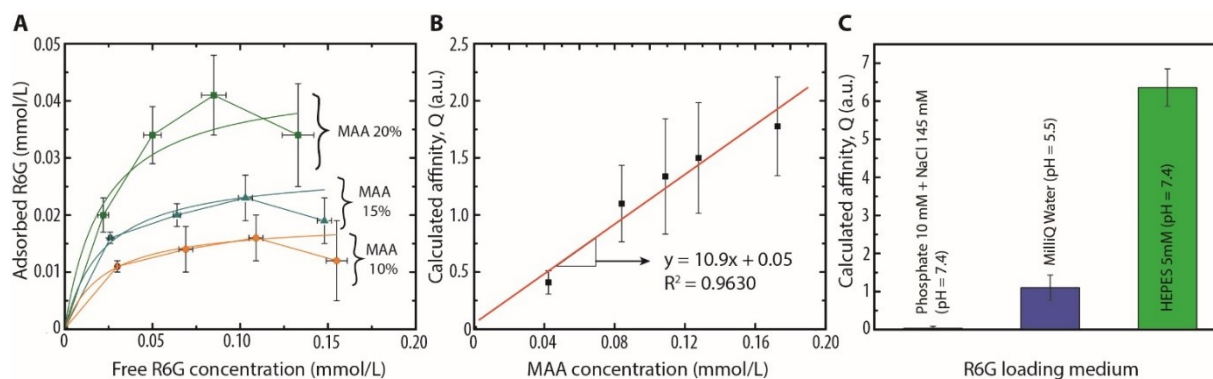 A
Adsorbed R6G (mmol/L)
0.05
0.04
0.03
0.02
0.01
0
0
0.05
0.10
0.15
0.20
Free R6G concentration (mmol/L)
MAA 20%
MAA
15%
MAA
10%
B
Calculated affinity, Q (a.u.)
2.5
2.0
1.5
1.0
0.5
0
0.04
0.08
0.12
0.16
0.20
MAA concentration (mmol/L)
y = 10.9x + 0.05
R² = 0.9630
C
Calculated affinity, Q (a.u.)
7
6
5
4
3
2
1
0
Phosphate 10 mM + NaCl 145 mM
(pH = 7.4)
MilliQ Water (pH = 5.5)
HEPES 5mM (pH = 7.4)
R6G loading medium